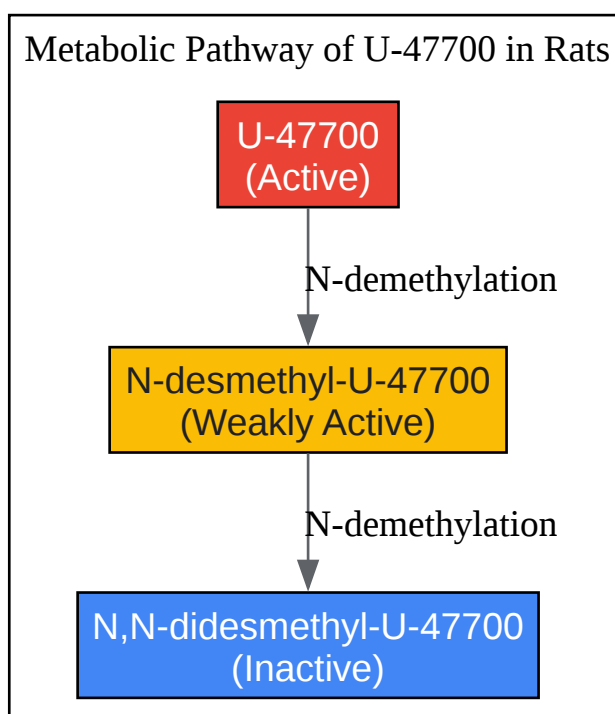 Metabolic Pathway of U-47700 in Rats
U-47700
(Active)
N-demethylation
N-desmethyl-U-47700
(Weakly Active)
N-demethylation
N,N-didesmethyl-U-47700
(Inactive)